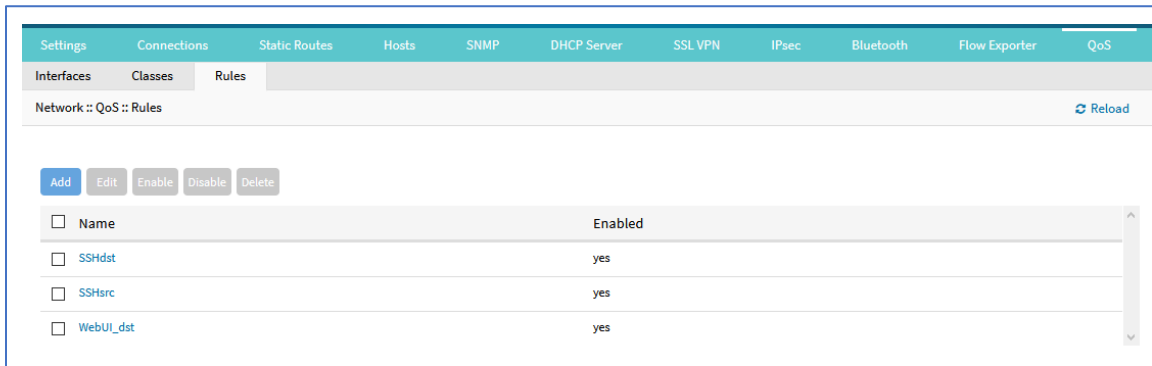 Settings Connections Static Routes Hosts SNMP DHCP Server SSL VPN IPsec Bluetooth Flow Exporter QoS
Interfaces Classes Rules
Network :: QoS :: Rules Reload
Add Edit Enable Disable Delete
Name Enabled
SSHdst yes
SSHsrc yes
WebUI_dst yes